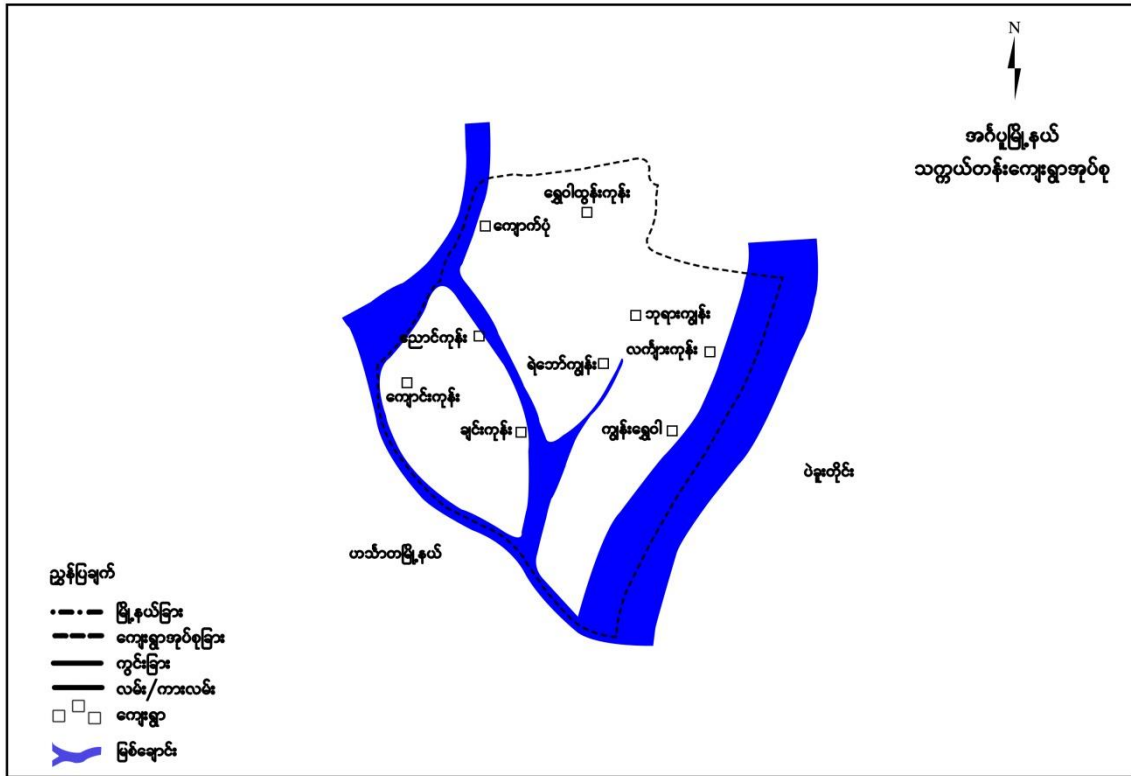 N
အင်္ဂပူမြို့နယ်
သတ္တယ်တန်းကျေးရွာအုပ်စု
ရွှေဝါထွန်းကုန်း
ကျောက်ပုံ
ဘုရားကျွန်း
ညောင်ကုန်း
လင်္ကျားကုန်း
ရဲဘော်ကျွန်း
ကျောင်းကုန်း
ချင်းကုန်း
ကျွန်းရွှေဝါ
ပဲခူးတိုင်း
ဟင်္သာတမြို့နယ်
ညွှန်ပြချက်
မြို့နယ်ခြား
ကျေးရွာအုပ်စုခြား
ကွင်းခြား
လမ်း/ကားလမ်း
ကျေးရွာ
မြစ်ချောင်း